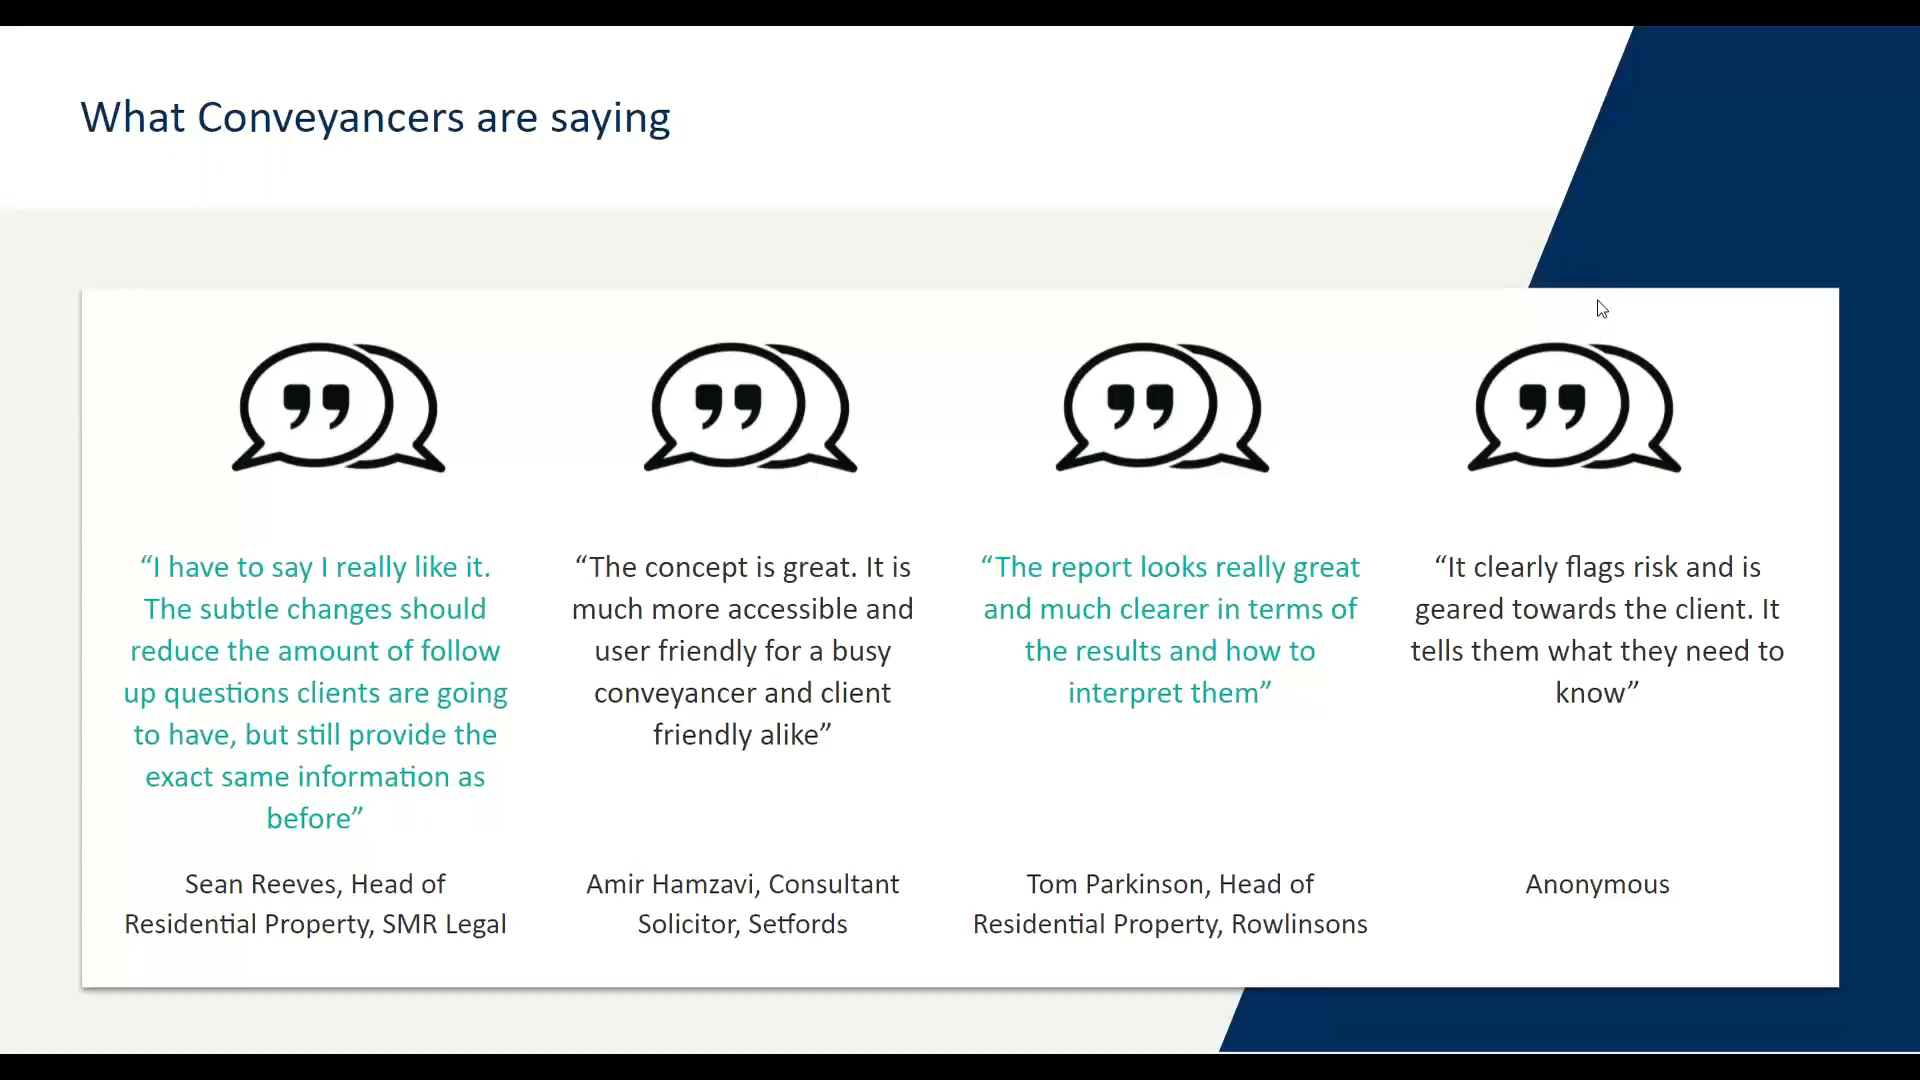 What Conveyancers are saying
“I have to say I really like it.
The subtle changes should
reduce the amount of follow
up questions clients are going
to have, but still provide the
exact same information as
before”
Sean Reeves, Head of
Residential Property, SMR Legal
“The concept is great. It is
much more accessible and
user friendly for a busy
conveyancer and client
friendly alike”
Amir Hamzavi, Consultant
Solicitor, Setfords
“The report looks really great
and much clearer in terms of
the results and how to
interpret them”
Tom Parkinson, Head of
Residential Property, Rowlinsons
“It clearly flags risk and is
geared towards the client. It
tells them what they need to
know”
Anonymous